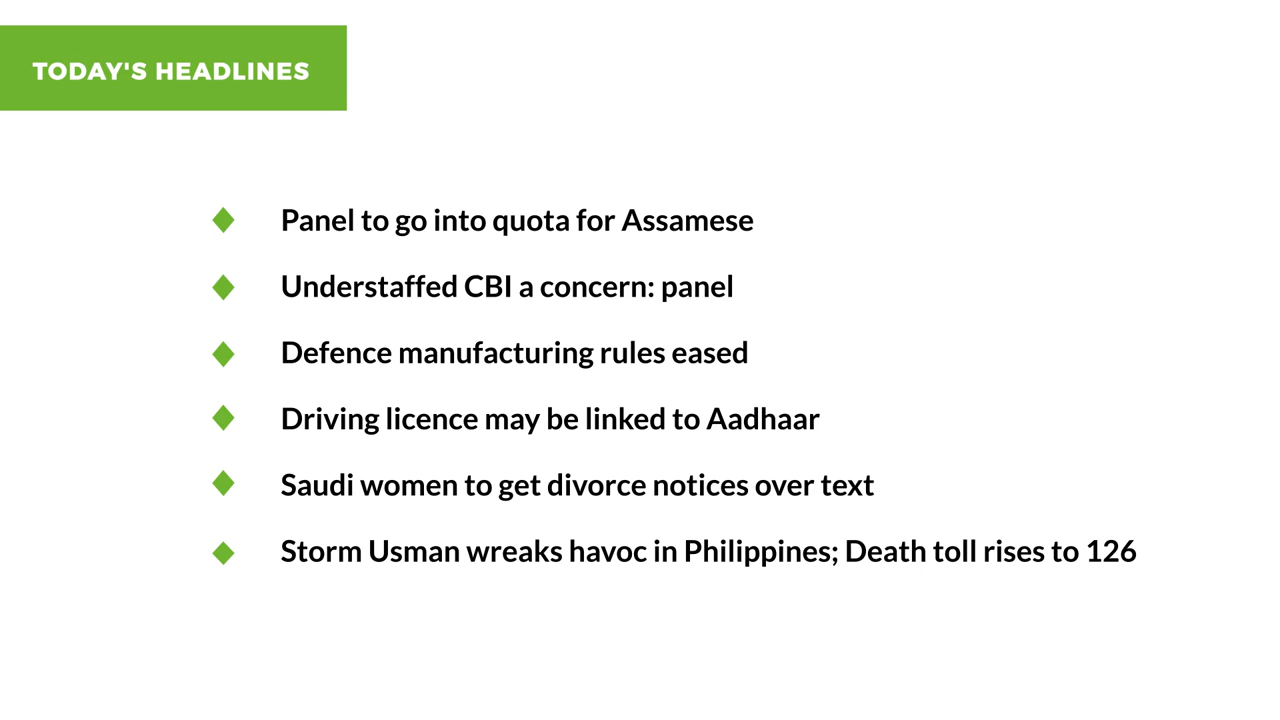 TODAY'S HEADLINES
Panel to go into quota for Assamese
Understaffed CBI a concern: panel
Defence manufacturing rules eased
Driving licence may be linked to Aadhaar
Saudi women to get divorce notices over text
Storm Usman wreaks havoc in Philippines; Death toll rises to 126